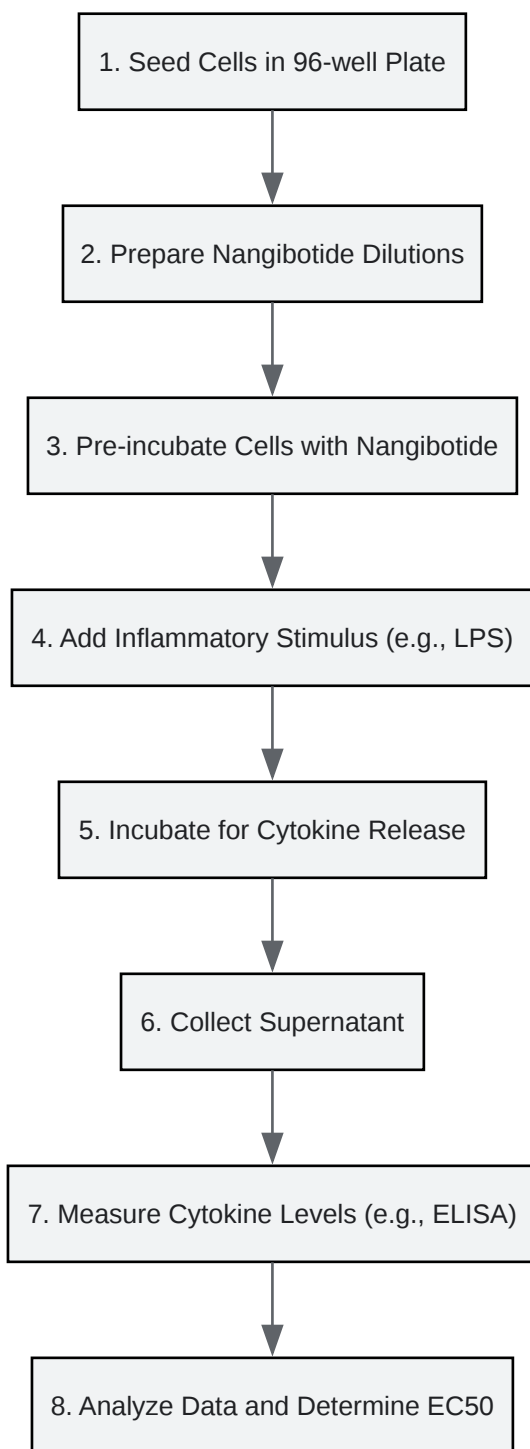 1. Seed Cells in 96-well Plate
2. Prepare Nangibotide Dilutions
3. Pre-incubate Cells with Nangibotide
4. Add Inflammatory Stimulus (e.g., LPS)
5. Incubate for Cytokine Release
6. Collect Supernatant
7. Measure Cytokine Levels (e.g., ELISA)
8. Analyze Data and Determine EC50